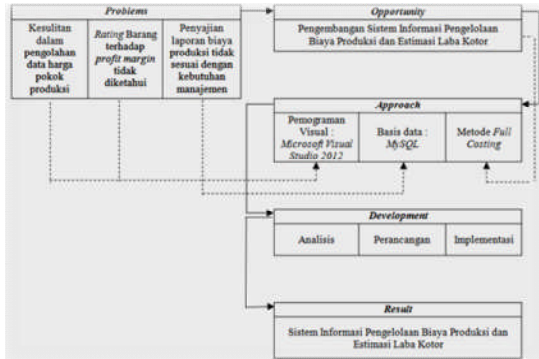 Problems
Kesulitan
dalam
pengolahan
data harga
pokok
produksi
Rating Barang
terhadap
profit margin
tidak
diketahui
Penyajian
laporan biaya
produksi tidak
sesuai dengan
kebutuhan
manajemen
Opportunity
Pengembangan Sistem Informasi Pengelolaan
Biaya Produksi dan Estimasi Laba Kotor
Approach
Pemograman
Visual :
Microsoft Visual
Studio 2012
Basis data :
MySQL
Metode Full
Costing
Development
Analisis
Perancangan
Implementasi
Result
Sistem Informasi Pengelolaan Biaya Produksi dan
Estimasi Laba Kotor